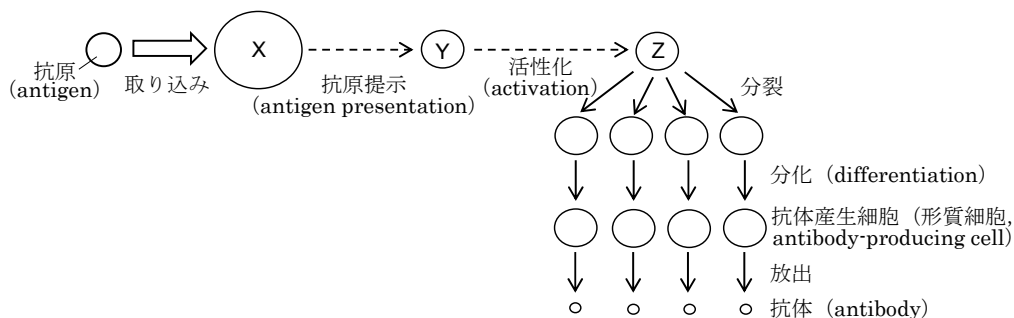 X
Y
Z
抗原
(antigen)
取り込み
抗原提示
(antigen presentation)
活性化
(activation)
分裂
分化（differentiation）
抗体産生細胞（形質細胞,
antibody-producing cell）
放出
抗体（antibody）